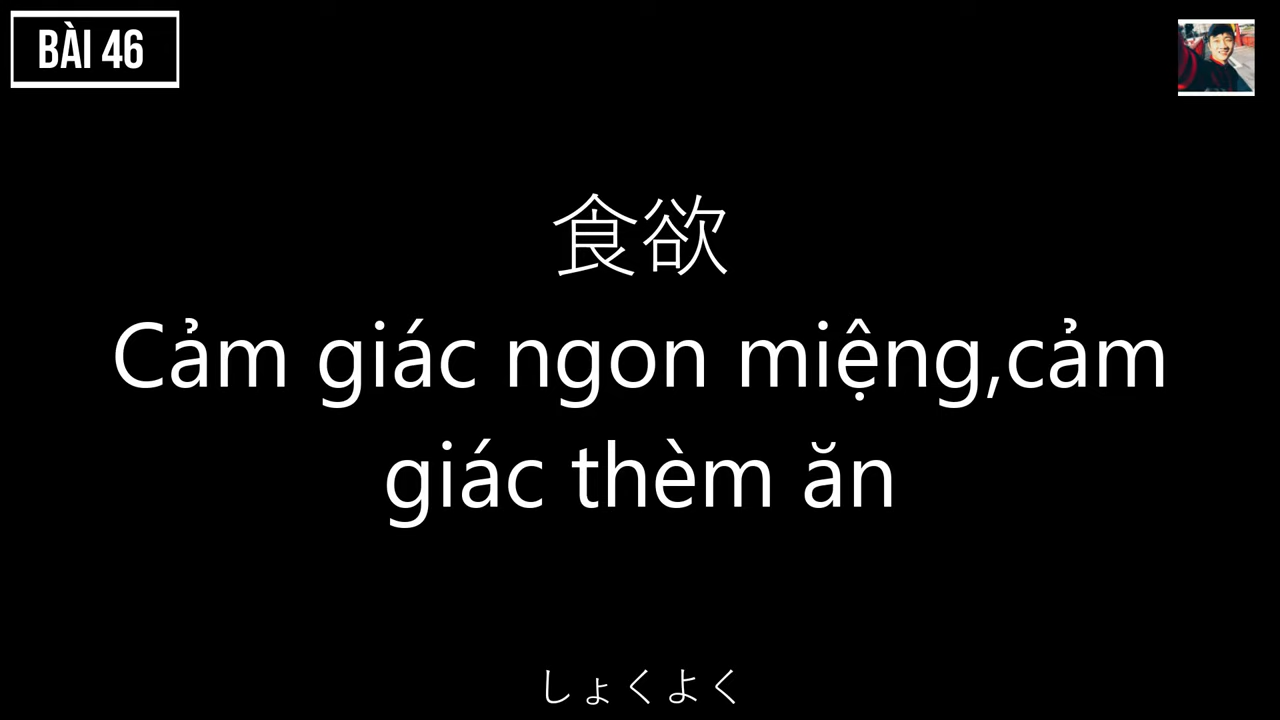 BÀI 46
食欲
Cảm giác ngon miệng,cảm
giác thèm ăn
しょくよく